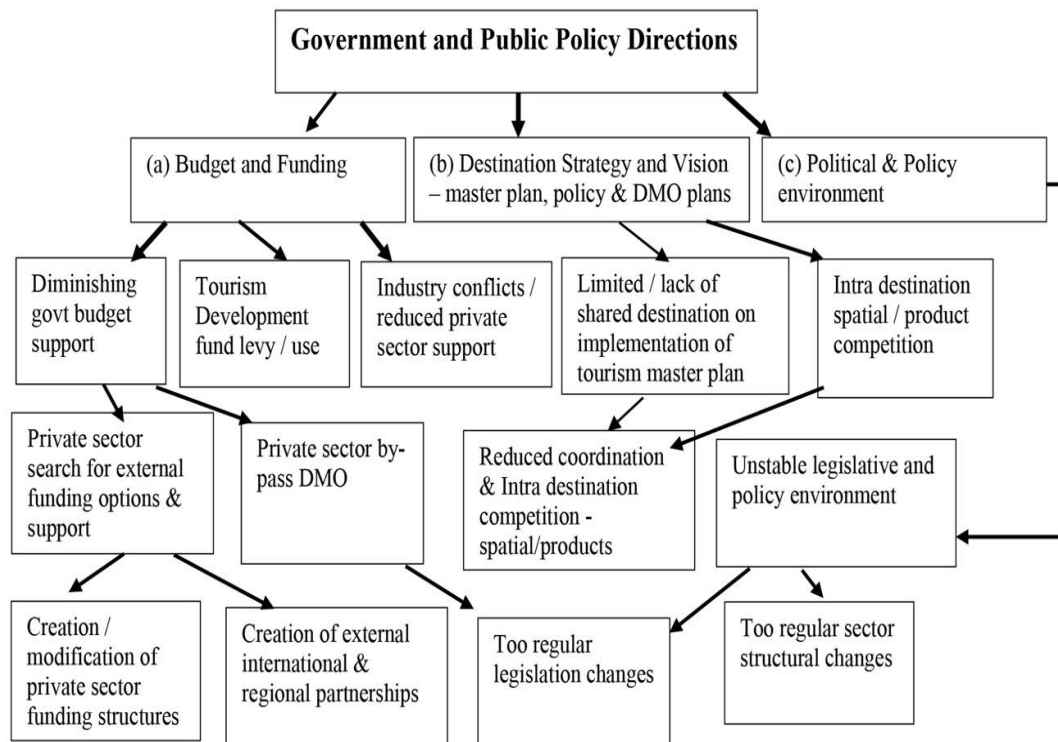 Government and Public Policy Directions
(a) Budget and Funding
(b) Destination Strategy and Vision
– master plan, policy & DMO plans
(c) Political & Policy
environment
Diminishing
govt budget
support
Tourism
Development
fund levy / use
Industry conflicts /
reduced private
sector support
Limited / lack of
shared destination on
implementation of
tourism master plan
Intra destination
spatial / product
competition
Private sector
search for external
funding options &
support
Private sector by-
pass DMO
Reduced coordination
& Intra destination
competition -
spatial/products
Unstable legislative and
policy environment
Creation /
modification of
private sector
funding structures
Creation of external
international &
regional partnerships
Too regular
legislation changes
Too regular sector
structural changes